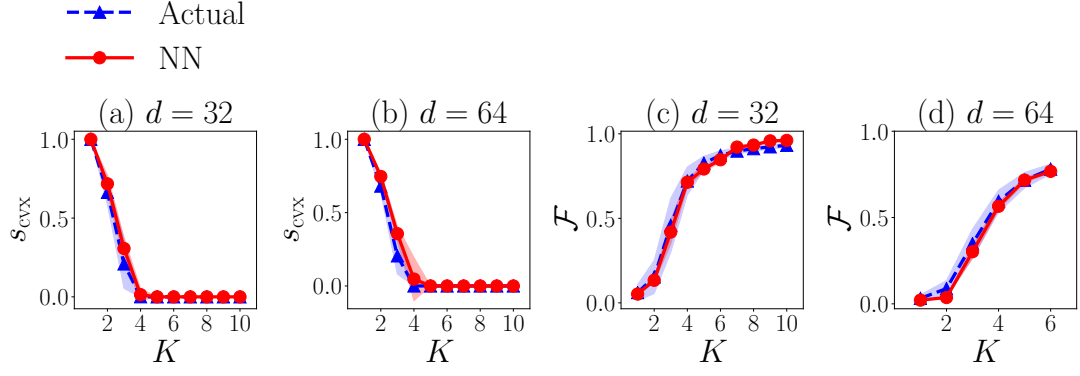 Actual
NN
(a) d = 32
(b) d = 64
(c) d = 32
(d) d = 64
s_cvx
1.0
0.5
0.0
2 4 6 8 10
K
s_cvx
1.0
0.5
0.0
2 4 6 8 10
K
ℱ
1.0
0.5
0.0
2 4 6 8 10
K
ℱ
1.0
0.5
0.0
2 4 6
K